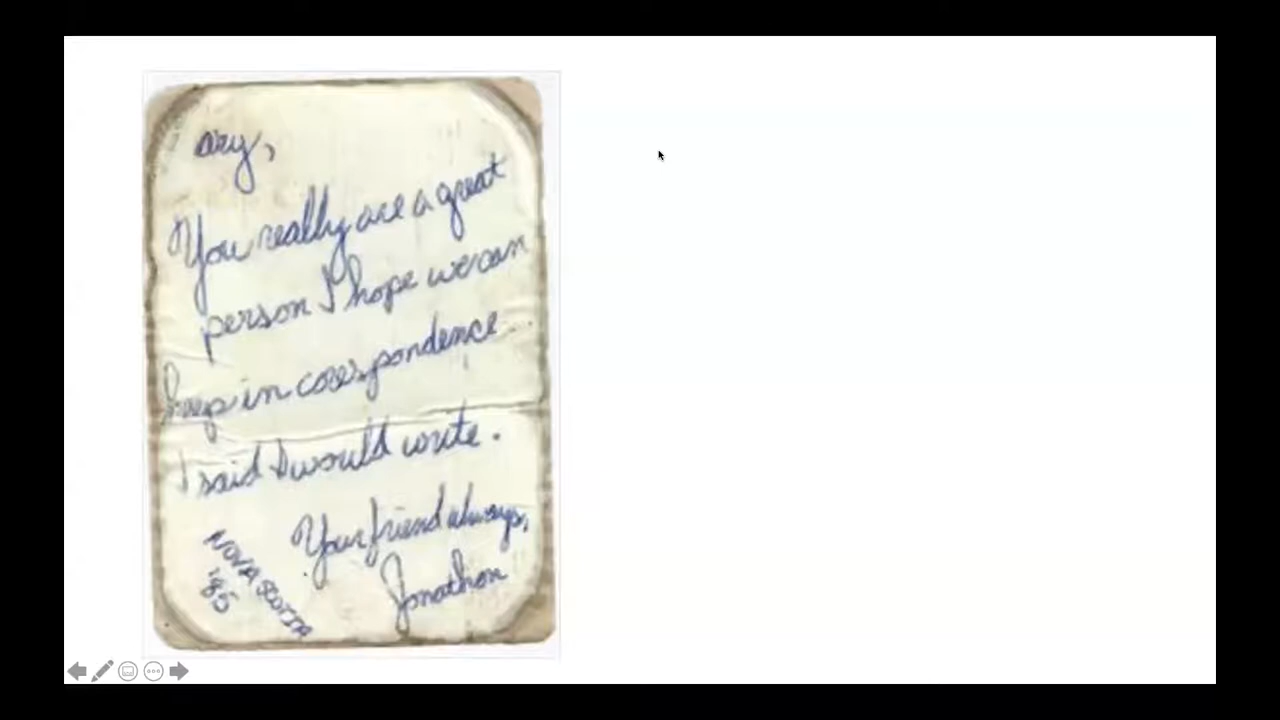 ary,
You really are a great
person I hope we can
keep in correspondence
I said I would write.
Your friend always,
Jonathon
NOVA SCOTIA
'85